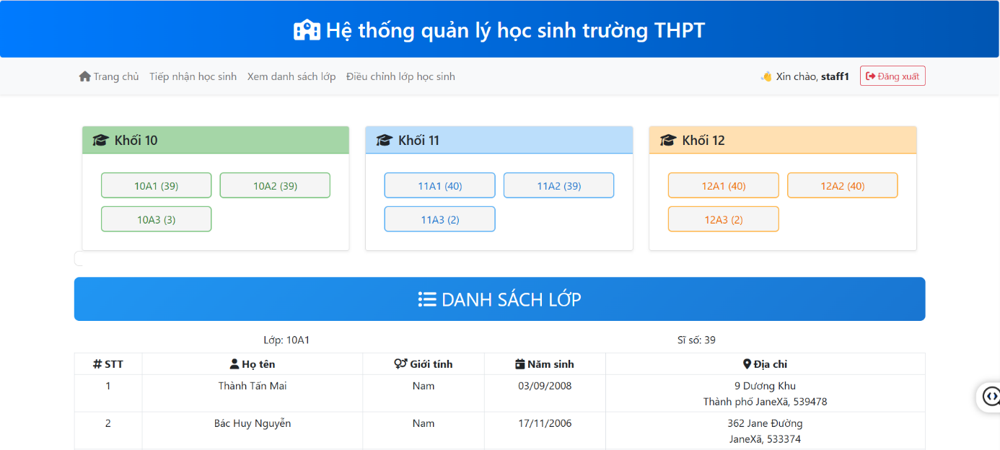 Hệ thống quản lý học sinh trường THPT
Trang chủ Tiếp nhận học sinh Xem danh sách lớp Điều chỉnh lớp học sinh Xin chào, staff1 Đăng xuất
Khối 10 Khối 11 Khối 12
10A1 (39) 10A2 (39) 11A1 (40) 11A2 (39) 12A1 (40) 12A2 (40)
10A3 (3) 11A3 (2) 12A3 (2)
DANH SÁCH LỚP
Lớp: 10A1 Sĩ số: 39
# STT Họ tên Giới tính Năm sinh Địa chỉ
1 Thành Tấn Mai Nam 03/09/2008 9 Dương Khu
Thành phố JaneXã, 539478
2 Bác Huy Nguyễn Nam 17/11/2006 362 Jane Đường
JaneXã, 533374